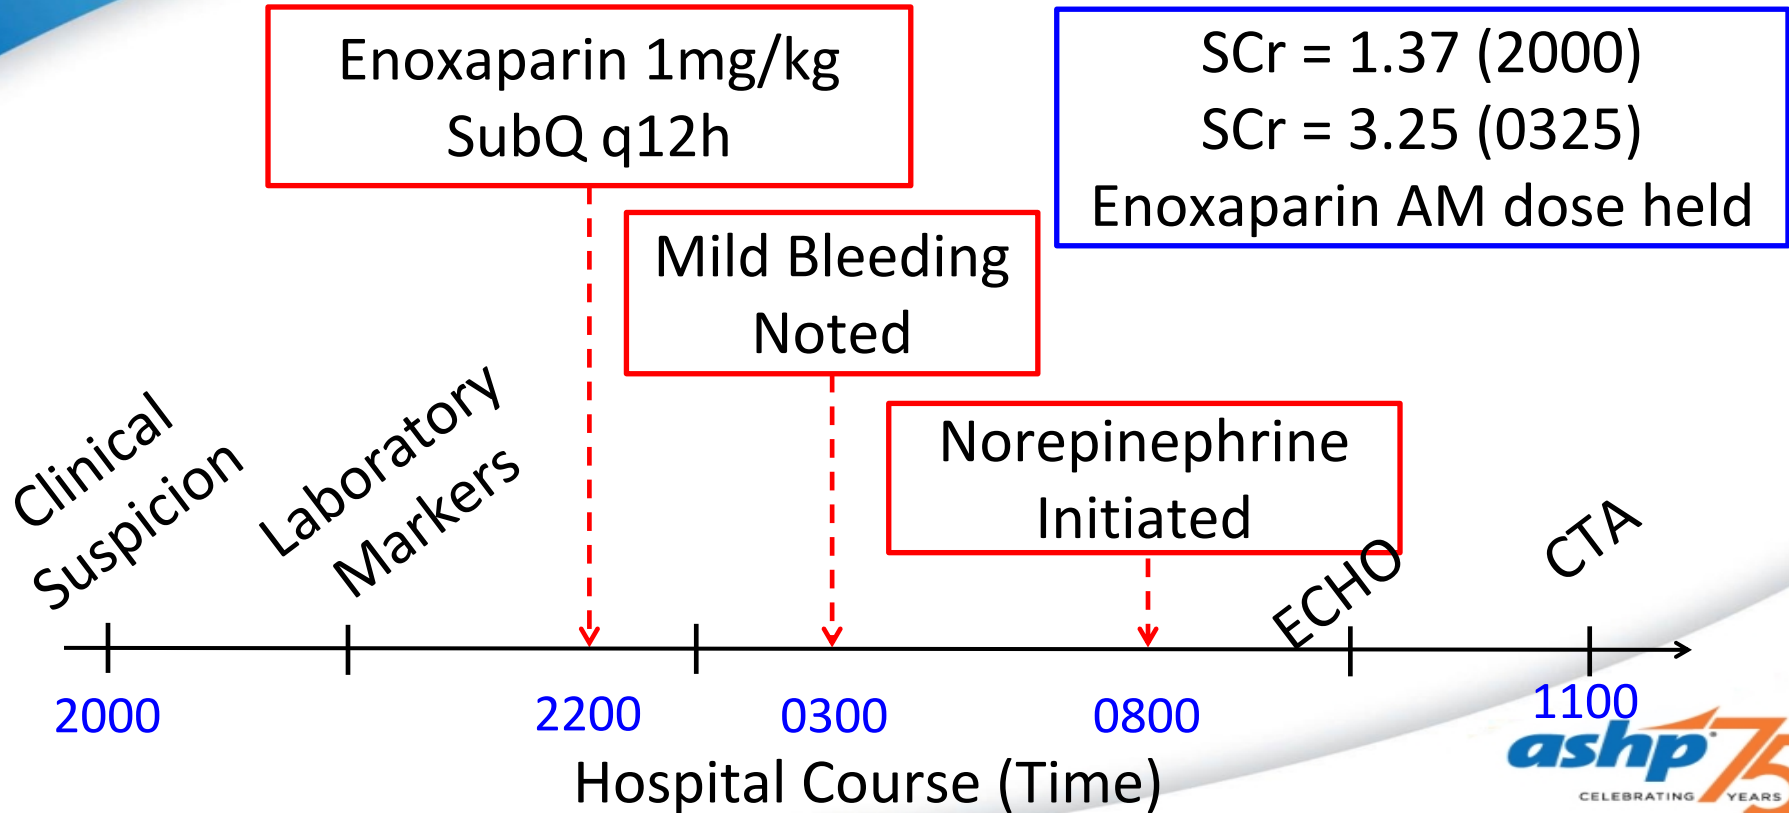 Enoxaparin 1mg/kg
SubQ q12h
SCr = 1.37 (2000)
SCr = 3.25 (0325)
Enoxaparin AM dose held
Mild Bleeding
Noted
Norepinephrine
Initiated
Clinical
Suspicion
Laboratory
Markers
ECHO
CTA
2000
2200
0300
0800
1100
Hospital Course (Time)
ashp 75
CELEBRATING YEARS